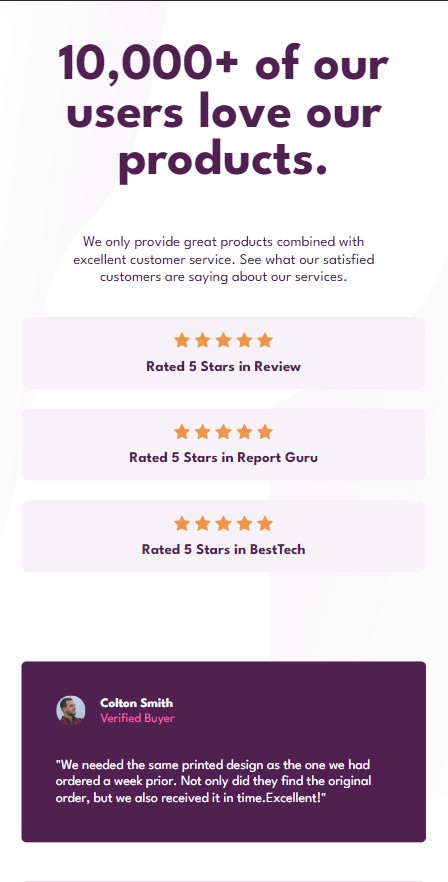 10,000+ of our
users love our
products.
We only provide great products combined with
excellent customer service. See what our satisfied
customers are saying about our services.
Rated 5 Stars in Review
Rated 5 Stars in Report Guru
Rated 5 Stars in BestTech
Colton Smith
Verified Buyer
"We needed the same printed design as the one we had
ordered a week prior. Not only did they find the original
order, but we also received it in time.Excellent!"